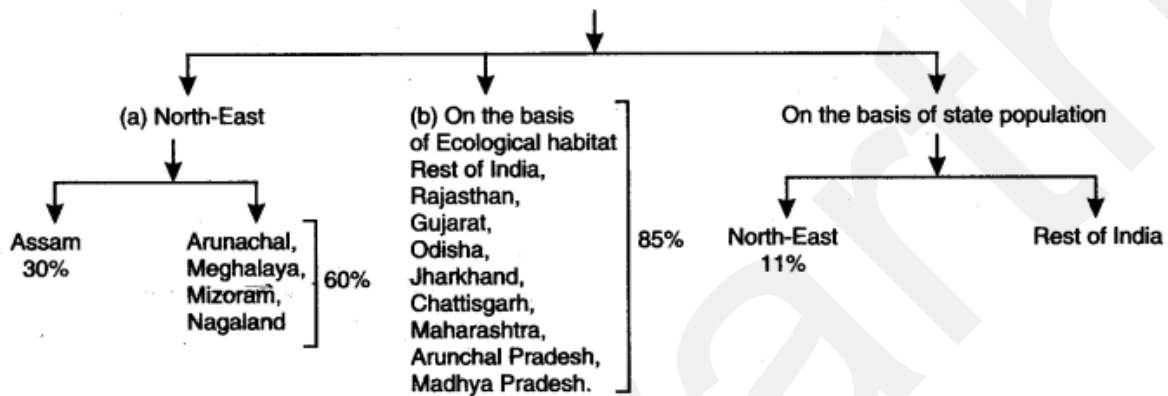 (a) North-East
Assam
30%
Arunachal,
Meghalaya,
Mizoram,
Nagaland
60%
(b) On the basis
of Ecological habitat
Rest of India,
Rajasthan,
Gujarat,
Odisha,
Jharkhand,
Chattisgarh,
Maharashtra,
Arunchal Pradesh,
Madhya Pradesh.
85%
On the basis of state population
North-East
11%
Rest of India